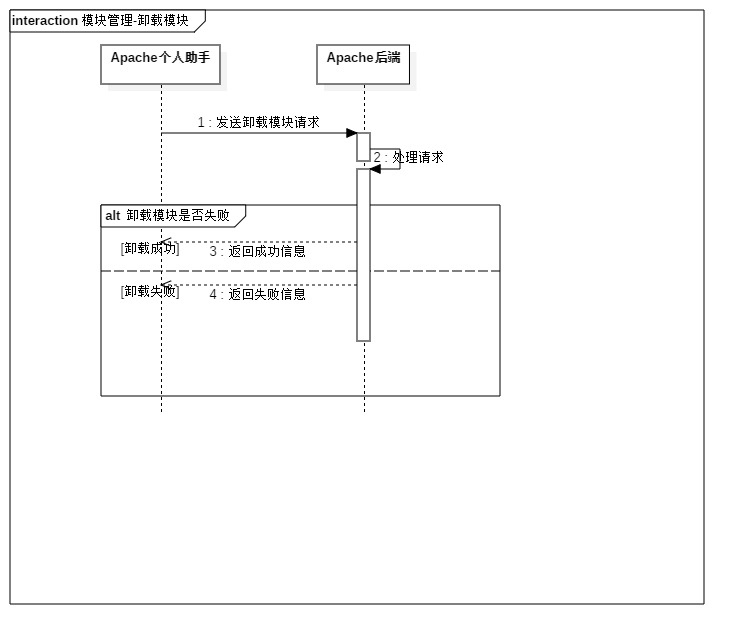 interaction 模块管理-卸载模块
Apache个人助手
Apache后端
1 : 发送卸载模块请求
2 : 处理请求
alt 卸载模块是否失败
[卸载成功]
3 : 返回成功信息
[卸载失败]
4 : 返回失败信息